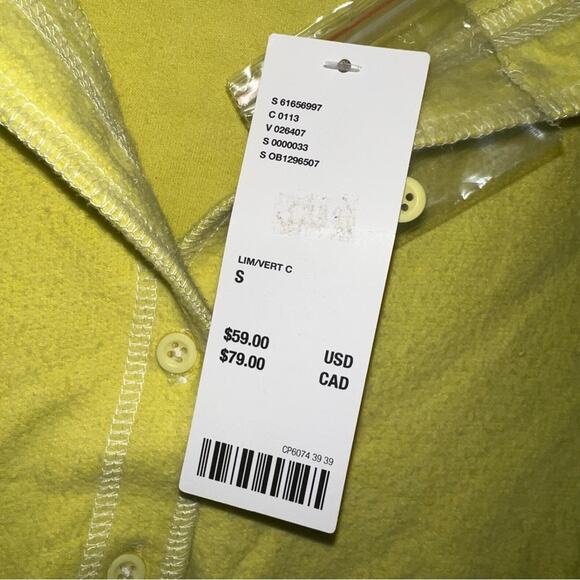 S 61656997
C 0113
V 026407
S 0000033
S OB1296507
LIM/VERT C
S
$59.00 USD
$79.00 CAD
CP6074 39 39